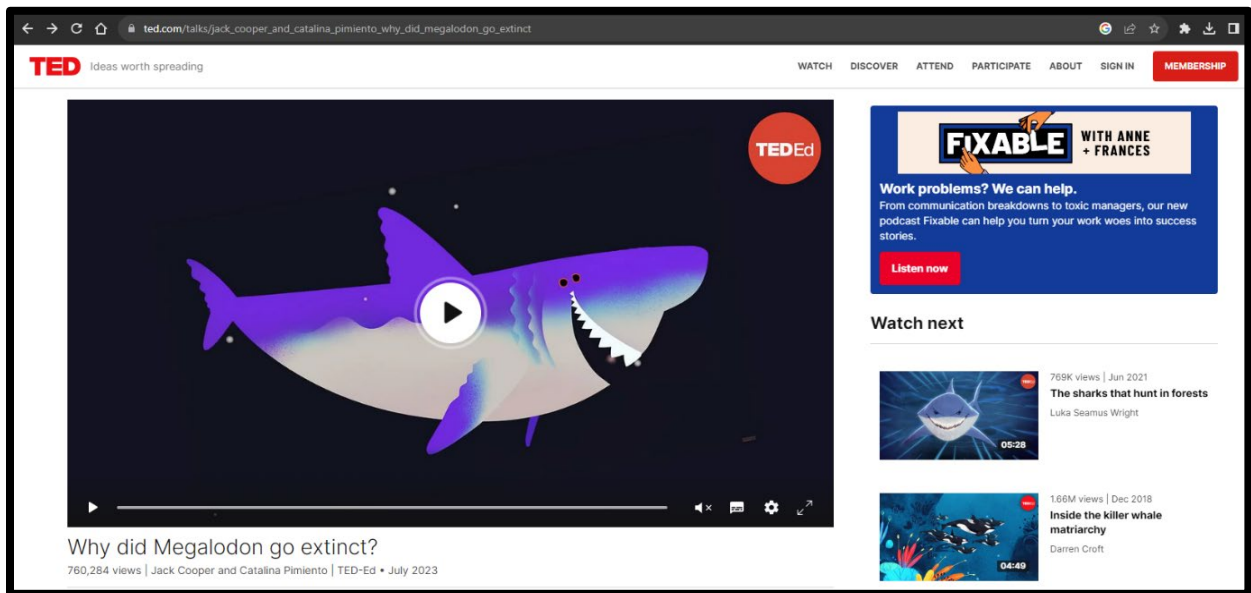 ted.com/talks/jack_cooper_and_catalina_pimiento_why_did_megalodon_go_extinct
TED Ideas worth spreading
WATCH DISCOVER ATTEND PARTICIPATE ABOUT SIGN IN MEMBERSHIP
TEDEd
FIXABLE
WITH ANNE
+ FRANCES
Work problems? We can help.
From communication breakdowns to toxic managers, our new
podcast Fixable can help you turn your work woes into success
stories.
Listen now
Watch next
769K views | Jun 2021
The sharks that hunt in forests
Luka Seamus Wright
05:28
1.66M views | Dec 2018
Inside the killer whale
matriarchy
Darren Croft
04:49
Why did Megalodon go extinct?
760,284 views | Jack Cooper and Catalina Pimiento | TED-Ed • July 2023